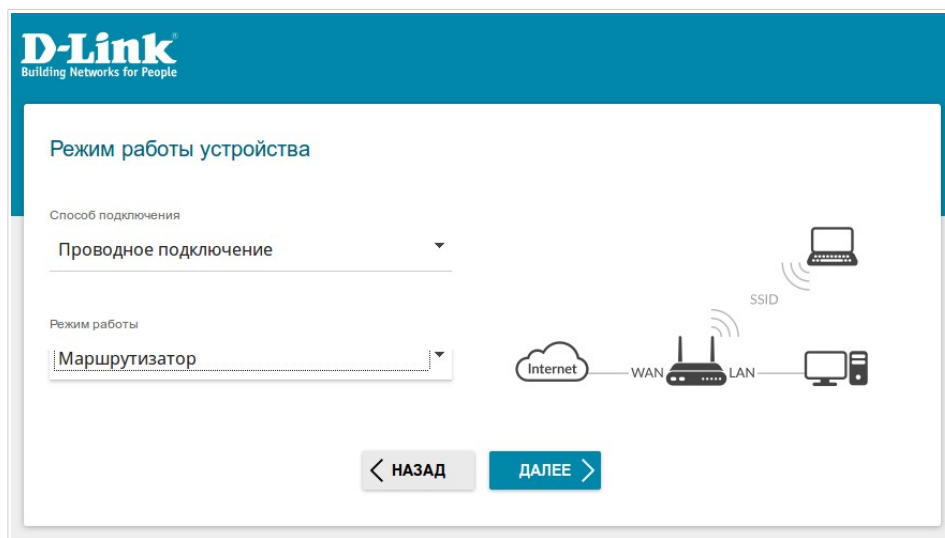 D-Link
Building Networks for People
Режим работы устройства
Способ подключения
Проводное подключение
Режим работы
Маршрутизатор
SSID
Internet
WAN
LAN
НАЗАД
ДАЛЕЕ